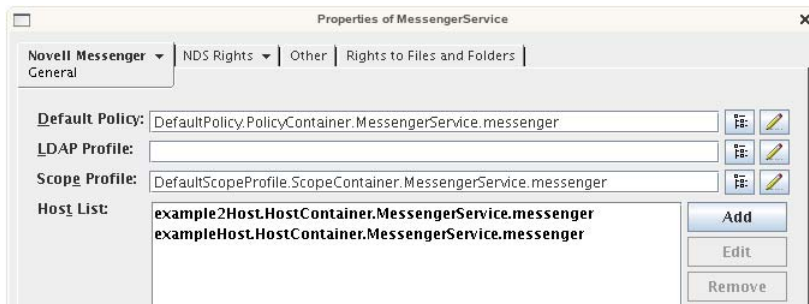 Properties of MessengerService
Novell Messenger NDS Rights Other Rights to Files and Folders
General
Default Policy: DefaultPolicy.PolicyContainer.MessengerService.messenger
LDAP Profile:
Scope Profile: DefaultScopeProfile.ScopeContainer.MessengerService.messenger
Host List: example2Host.HostContainer.MessengerService.messenger Add
exampleHost.HostContainer.MessengerService.messenger
Edit
Remove